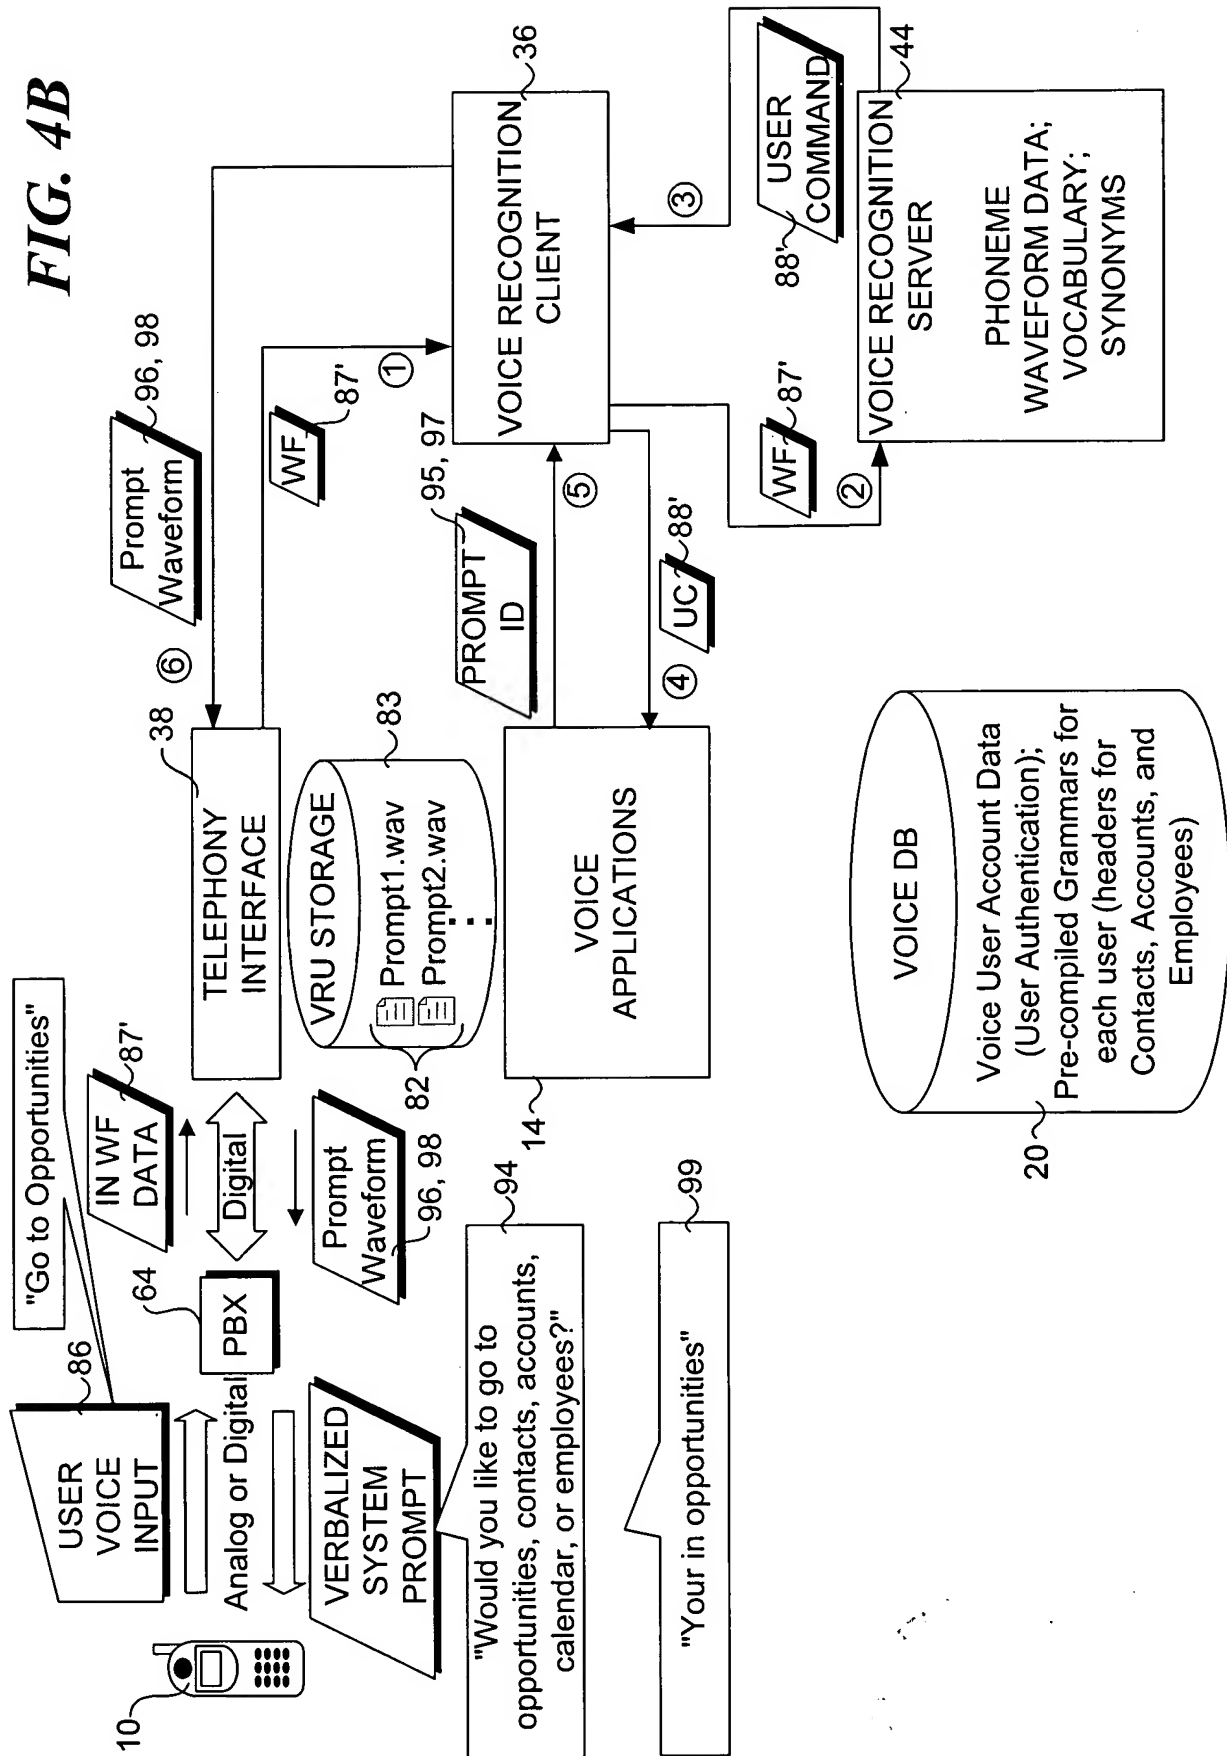 FIG. 4B
"Go to Opportunities"
USER
VOICE
INPUT
86
10
Analog or Digital
64
PBX
IN WF
DATA
87'
Digital
Prompt
Waveform
96, 98
VERBALIZED
SYSTEM
PROMPT
"Would you like to go to
opportunities, contacts, accounts,
calendar, or employees?"
94
"Your in opportunities"
99
TELEPHONY
INTERFACE
38
VRU STORAGE
Prompt1.wav
Prompt2.wav
82
83
VOICE
APPLICATIONS
14
6
Prompt
Waveform
96, 98
WF
87'
1
PROMPT
ID
95, 97
5
4
UC
88'
VOICE RECOGNITION
CLIENT
36
WF
87'
2
3
USER
COMMAND
88'
VOICE RECOGNITION
SERVER
44
PHONEME
WAVEFORM DATA;
VOCABULARY;
SYNONYMS
VOICE DB
Voice User Account Data
(User Authentication);
Pre-compiled Grammars for
each user (headers for
Contacts, Accounts, and
Employees)
20